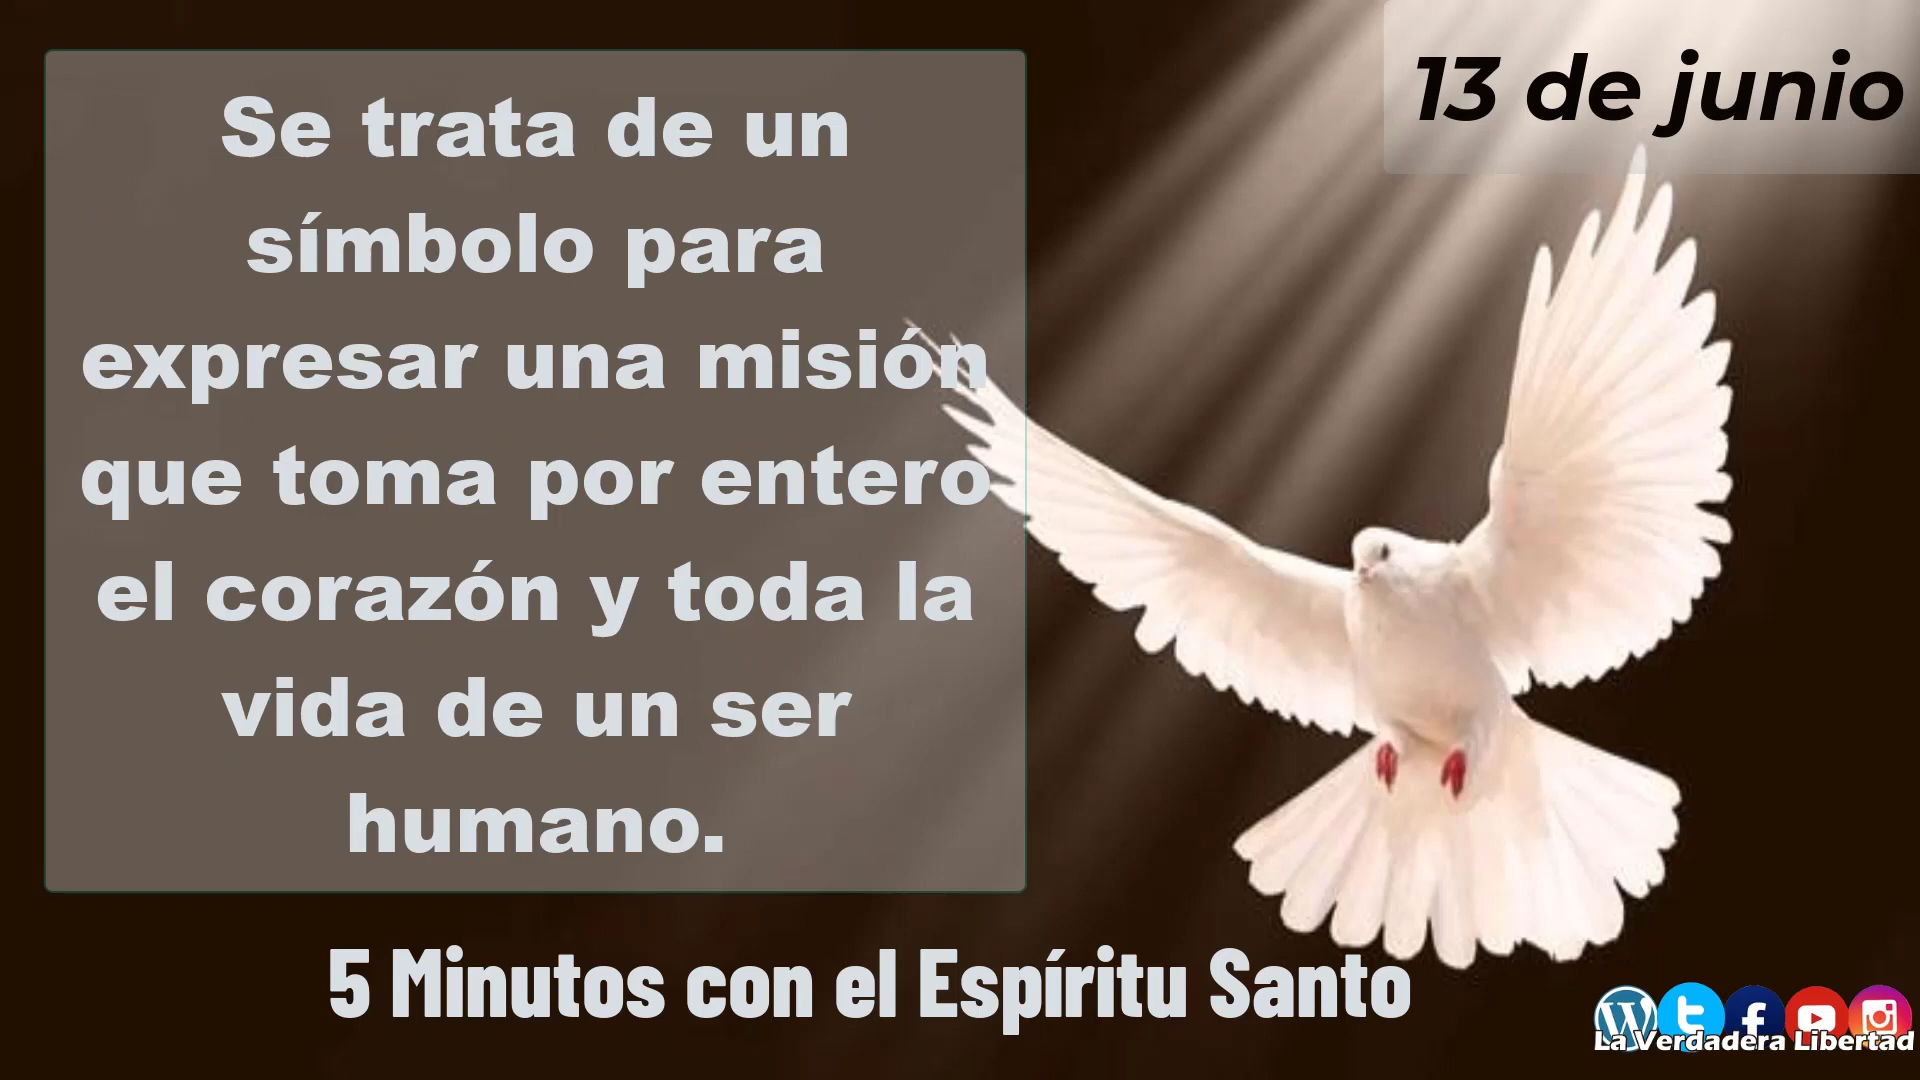 13 de junio
Se trata de un
símbolo para
expresar una misión
que toma por entero
el corazón y toda la
vida de un ser
humano.
5 Minutos con el Espíritu Santo
La Verdadera Libertad